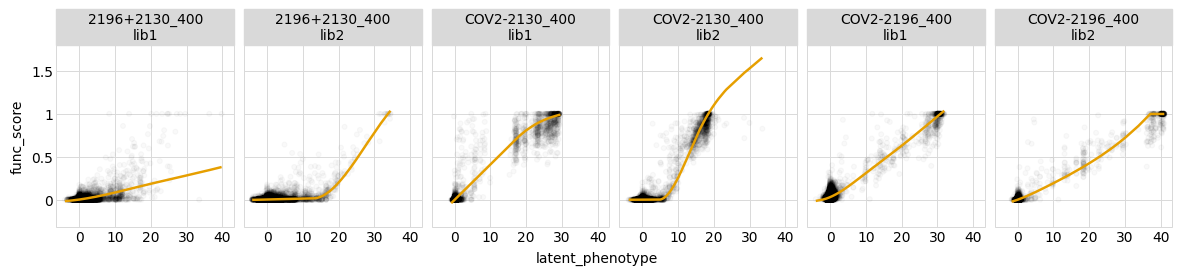 2196+2130_400 2196+2130_400 COV2-2130_400 COV2-2130_400 COV2-2196_400 COV2-2196_400
lib1 lib2 lib1 lib2 lib1 lib2
func_score
1.5
1
0.5
0
0 10 20 30 40 0 10 20 30 40 0 10 20 30 40 0 10 20 30 40 0 10 20 30 40 0 10 20 30 40
latent_phenotype